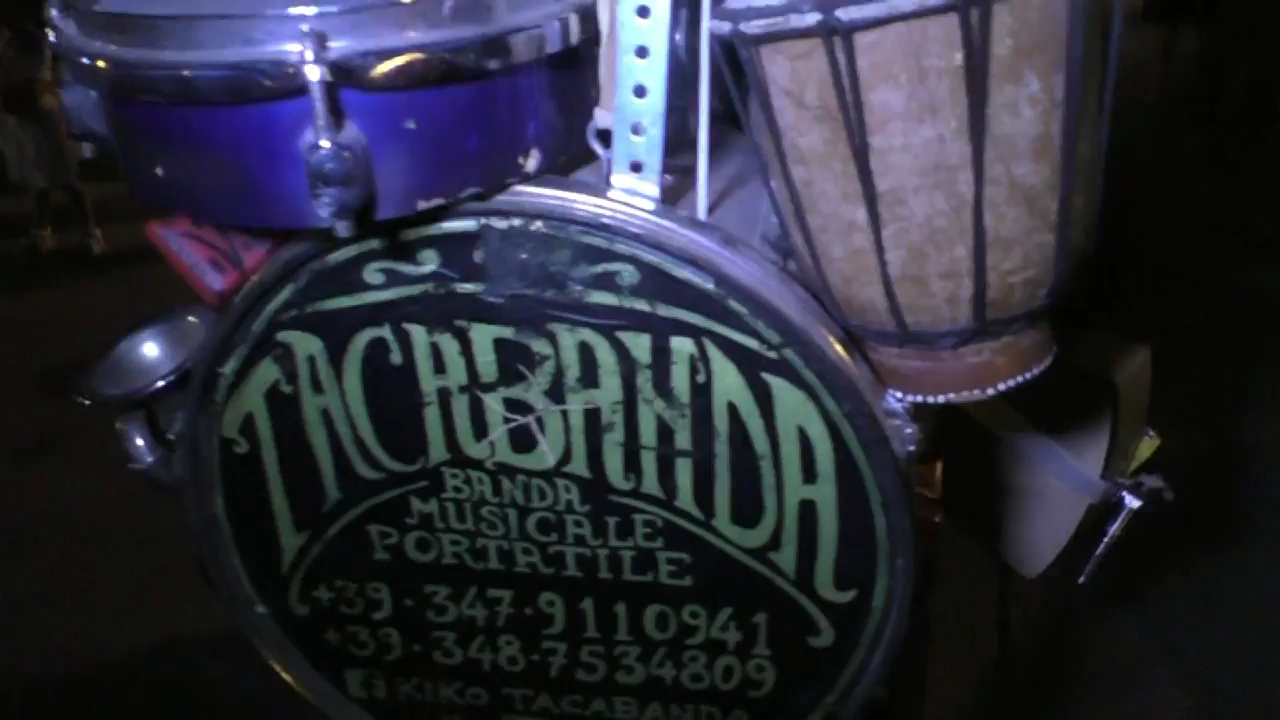 TACABANDA
BANDA
MUSICALE
PORTATILE
+39·347·9110941
+39·348·7534809
KIKO TACABANDA